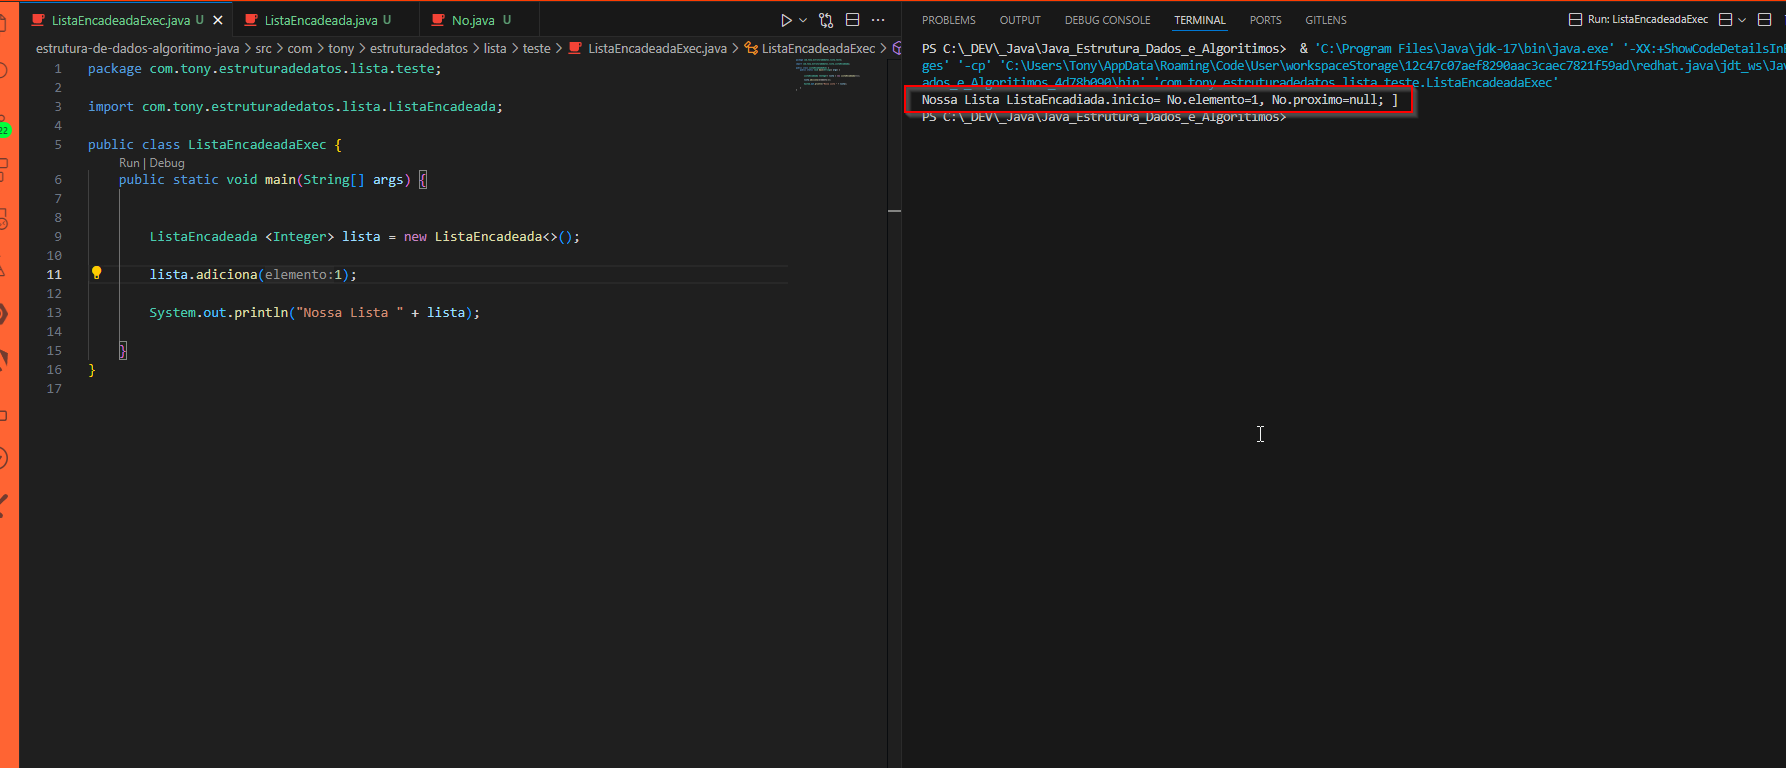 ListaEncadeadaExec.java U
ListaEncadeada.java U
No.java U
estrutura-de-dados-algoritimo-java > src > com > tony > estruturadedatos > lista > teste > ListaEncadeadaExec.java > ListaEncadeadaExec >
22
1 package com.tony.estruturadedatos.lista.teste;
2
3 import com.tony.estruturadedatos.lista.ListaEncadeada;
4
5 public class ListaEncadeadaExec {
Run | Debug
6 public static void main(String[] args) {
7
8
9 ListaEncadeada <Integer> lista = new ListaEncadeada<>();
10
11 lista.adiciona(elemento:1);
12
13 System.out.println("Nossa Lista " + lista);
14
15 }
16 }
17
PROBLEMS OUTPUT DEBUG CONSOLE TERMINAL PORTS GITLENS
Run: ListaEncadeadaExec
PS C:\_DEV\_Java\Java_Estrutura_Dados_e_Algoritimos> & 'C:\Program Files\Java\jdk-17\bin\java.exe' '-XX:+ShowCodeDetailsInE
ges' '-cp' 'C:\Users\Tony\AppData\Roaming\Code\User\workspaceStorage\12c47c07aef8290aac3caec7821f59ad\redhat.java\jdt_ws\Jav
ados_e_Algoritimos_4d78b090\bin' 'com.tony.estruturadedatos.lista.teste.ListaEncadeadaExec'
Nossa Lista ListaEncadiada.inicio= No.elemento=1, No.proximo=null; ]
PS C:\_DEV\_Java\Java_Estrutura_Dados_e_Algoritimos>